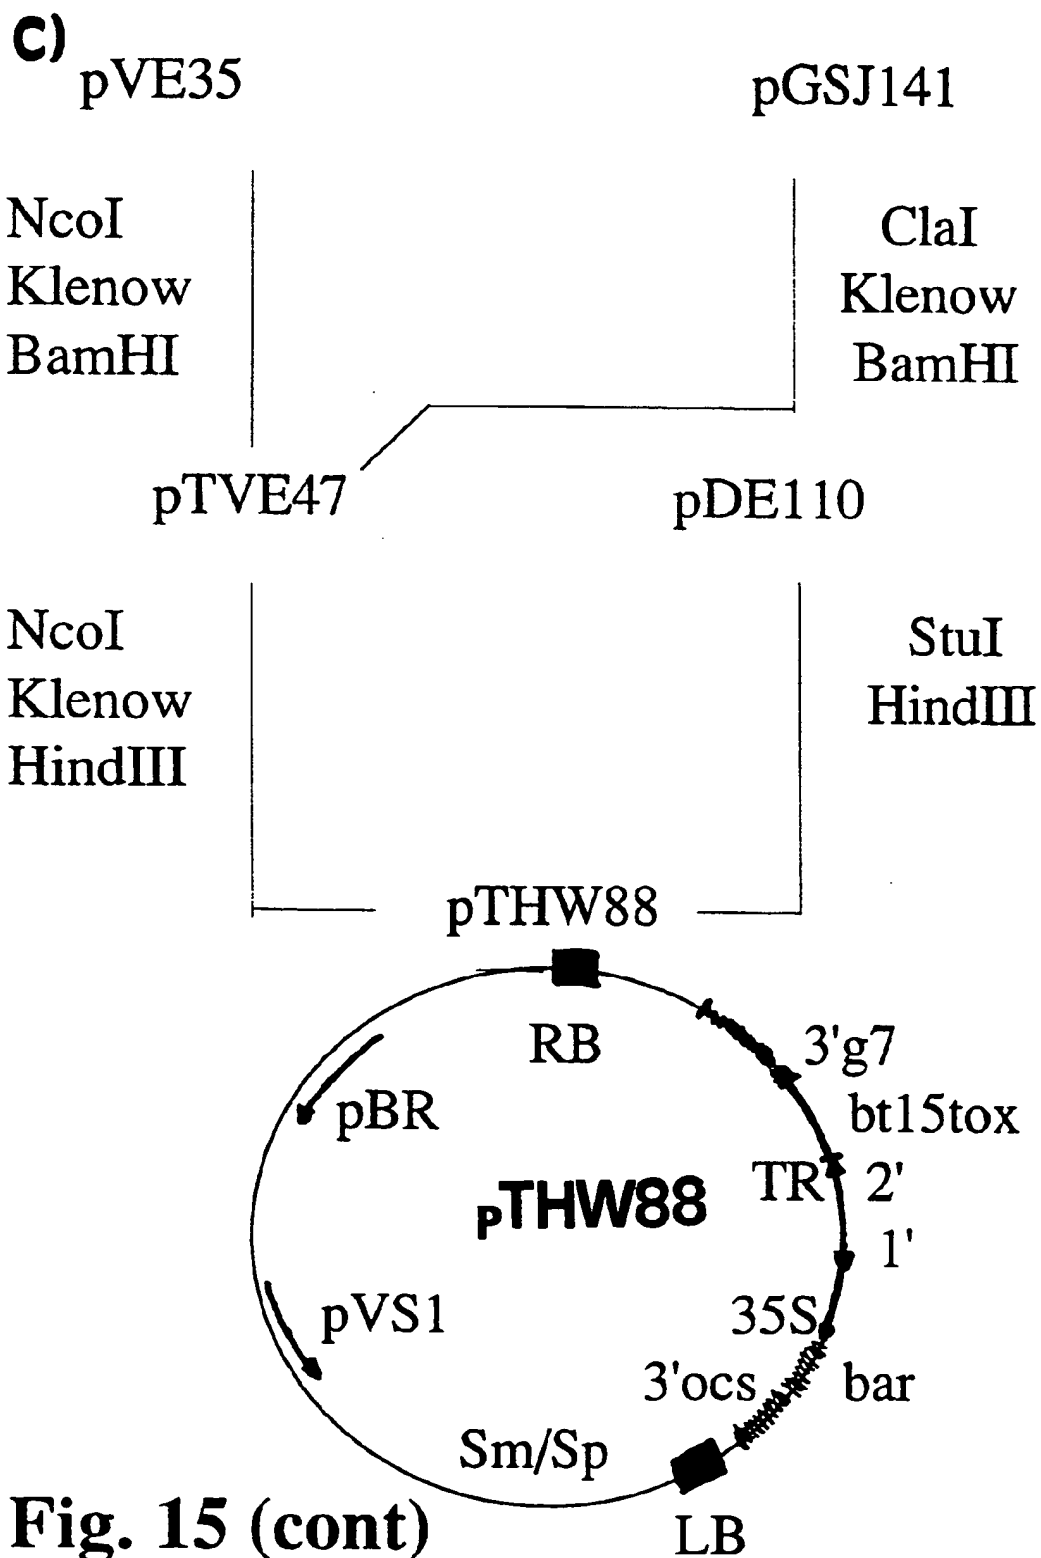 C)
pVE35
pGSJ141
NcoI
Klenow
BamHI
ClaI
Klenow
BamHI
pTVE47
pDE110
NcoI
Klenow
HindIII
StuI
HindIII
pTHW88
RB
3'g7
pBR
bt15tox
TR
2'
pTHW88
1'
pVS1
35S
3'ocs
bar
Sm/Sp
LB
Fig. 15 (cont)